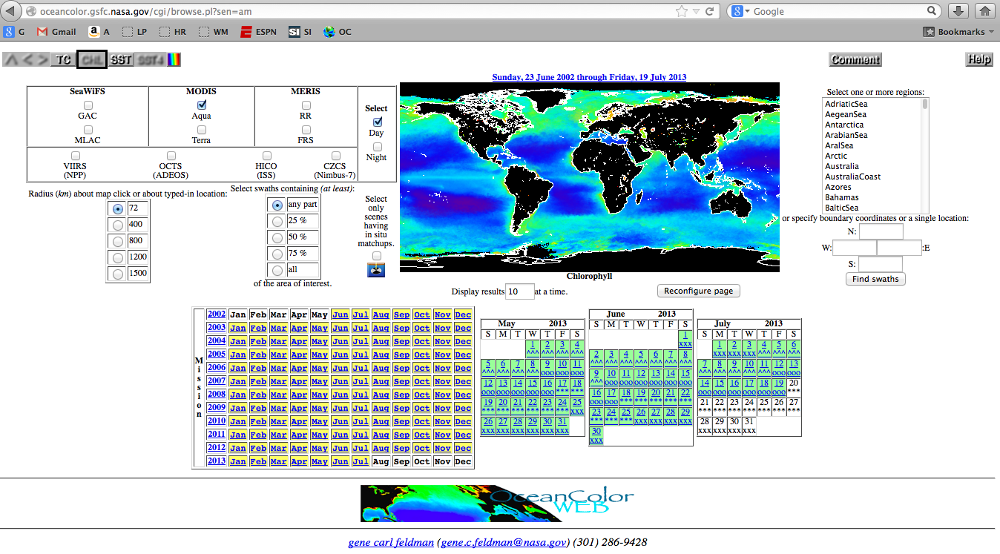 oceancolor.gsfc.nasa.gov/cgi/browse.pl?sen=am
Google
G Gmail A LP HR WM ESPN SI OC
Bookmarks
TC CHL SST SST4
Comment Help
Sunday, 23 June 2002 through Friday, 19 July 2013
SeaWiFS MODIS MERIS
GAC Aqua RR
MLAC Terra FRS
VIIRS OCTS HICO CZCS
(NPP) (ADEOS) (ISS) (Nimbus-7)
Select
Day
Night
Radius (km) about map click or about typed-in location:
72
400
800
1200
1500
Select swaths containing (at least):
any part
25 %
50 %
75 %
all
of the area of interest.
Select
only
scenes
having
in situ
matchups.
Chlorophyll
Display results 10 at a time.
Reconfigure page
Select one or more regions:
AdriaticSea
AegeanSea
Antarctica
ArabianSea
AralSea
Arctic
Australia
AustraliaCoast
Azores
Bahamas
BalticSea
or specify boundary coordinates or a single location:
N:
W: :E
S:
Find swaths
Mission
2002 Jan Feb Mar Apr May Jun Jul Aug Sep Oct Nov Dec
2003 Jan Feb Mar Apr May Jun Jul Aug Sep Oct Nov Dec
2004 Jan Feb Mar Apr May Jun Jul Aug Sep Oct Nov Dec
2005 Jan Feb Mar Apr May Jun Jul Aug Sep Oct Nov Dec
2006 Jan Feb Mar Apr May Jun Jul Aug Sep Oct Nov Dec
2007 Jan Feb Mar Apr May Jun Jul Aug Sep Oct Nov Dec
2008 Jan Feb Mar Apr May Jun Jul Aug Sep Oct Nov Dec
2009 Jan Feb Mar Apr May Jun Jul Aug Sep Oct Nov Dec
2010 Jan Feb Mar Apr May Jun Jul Aug Sep Oct Nov Dec
2011 Jan Feb Mar Apr May Jun Jul Aug Sep Oct Nov Dec
2012 Jan Feb Mar Apr May Jun Jul Aug Sep Oct Nov Dec
2013 Jan Feb Mar Apr May Jun Jul Aug Sep Oct Nov Dec
May 2013
S M T W T F S
1 2 3 4
^^^ ^^^ ^^^ ^^^
5 6 7 8 9 10 11
^^^ ^^^ ^^^ ^^^ ooo ooo ooo
12 13 14 15 16 17 18
ooo ooo ooo ooo ooo *** ***
19 20 21 22 23 24 25
*** *** *** *** *** *** xxx
26 27 28 29 30 31
xxx xxx xxx xxx xxx xxx
June 2013
S M T W T F S
1
xxx
2 3 4 5 6 7 8
^^^ ^^^ ^^^ ^^^ ^^^ ^^^ ^^^
9 10 11 12 13 14 15
^^^ ooo ooo ooo ooo ooo ooo
16 17 18 19 20 21 22
ooo ooo *** *** *** *** ***
23 24 25 26 27 28 29
*** *** *** xxx xxx xxx xxx
30
xxx
July 2013
S M T W T F S
1 2 3 4 5 6
xxx xxx xxx ^^^ ^^^ ^^^
7 8 9 10 11 12 13
^^^ ^^^ ^^^ ^^^ ^^^ ooo ooo
14 15 16 17 18 19 20
ooo ooo ooo ooo ooo ooo ***
21 22 23 24 25 26 27
*** *** *** *** *** *** ***
28 29 30 31
xxx xxx xxx xxx
OceanColor
WEB
gene carl feldman (gene.c.feldman@nasa.gov) (301) 286-9428